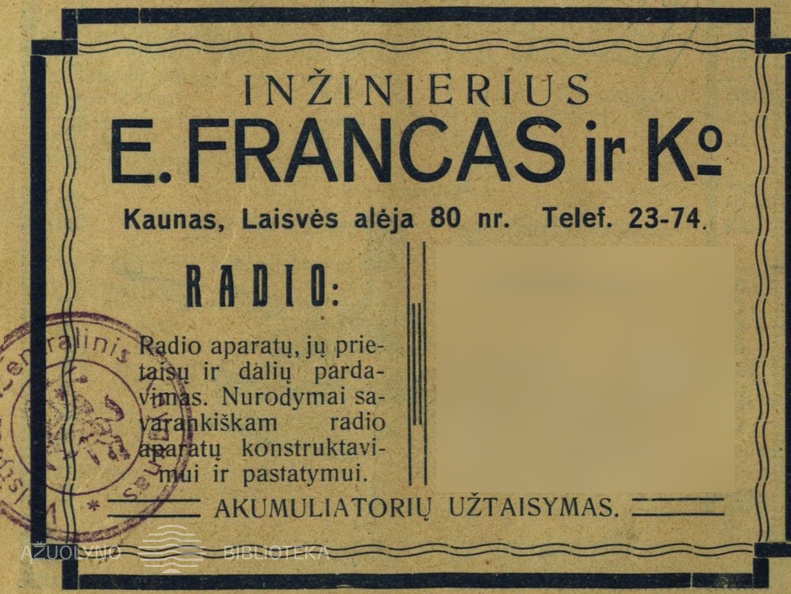 INŽINIERIUS
E. FRANCAS ir Kº
Kaunas, Laisvės alėja 80 nr. Telef. 23-74.
RADIO:
Radio aparatų, jų prie-
taisų ir dalių parda-
vimas. Nurodymai sa-
varankiškam radio
aparatų konstruktavi-
mui ir pastatymui.
AKUMULIATORIŲ UŽTAISYMAS.
Centralinis
AŽUOLYNO BIBLIOTEKA